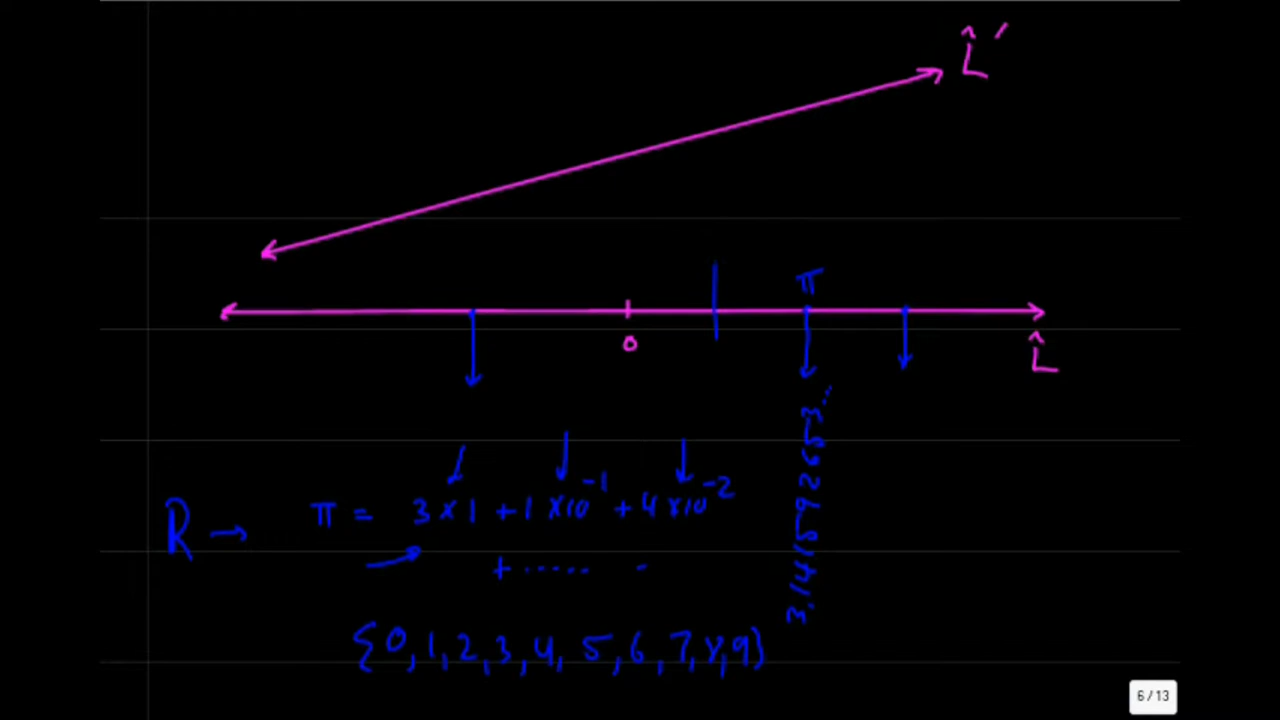 L̂′
π
0
L̂
3.141592653...
R → π = 3 × 1 + 1 × 10⁻¹ + 4 × 10⁻²
+ ..... -
{0, 1, 2, 3, 4, 5, 6, 7, 8, 9}
6 / 13